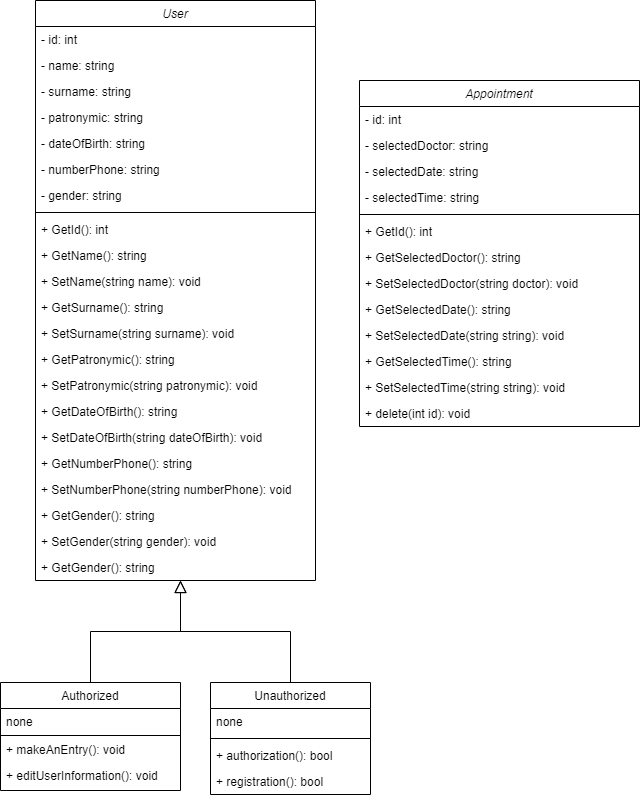 User
- id: int
- name: string
- surname: string
- patronymic: string
- dateOfBirth: string
- numberPhone: string
- gender: string
+ GetId(): int
+ GetName(): string
+ SetName(string name): void
+ GetSurname(): string
+ SetSurname(string surname): void
+ GetPatronymic(): string
+ SetPatronymic(string patronymic): void
+ GetDateOfBirth(): string
+ SetDateOfBirth(string dateOfBirth): void
+ GetNumberPhone(): string
+ SetNumberPhone(string numberPhone): void
+ GetGender(): string
+ SetGender(string gender): void
+ GetGender(): string
Appointment
- id: int
- selectedDoctor: string
- selectedDate: string
- selectedTime: string
+ GetId(): int
+ GetSelectedDoctor(): string
+ SetSelectedDoctor(string doctor): void
+ GetSelectedDate(): string
+ SetSelectedDate(string string): void
+ GetSelectedTime(): string
+ SetSelectedTime(string string): void
+ delete(int id): void
Authorized
none
+ makeAnEntry(): void
+ editUserInformation(): void
Unauthorized
none
+ authorization(): bool
+ registration(): bool